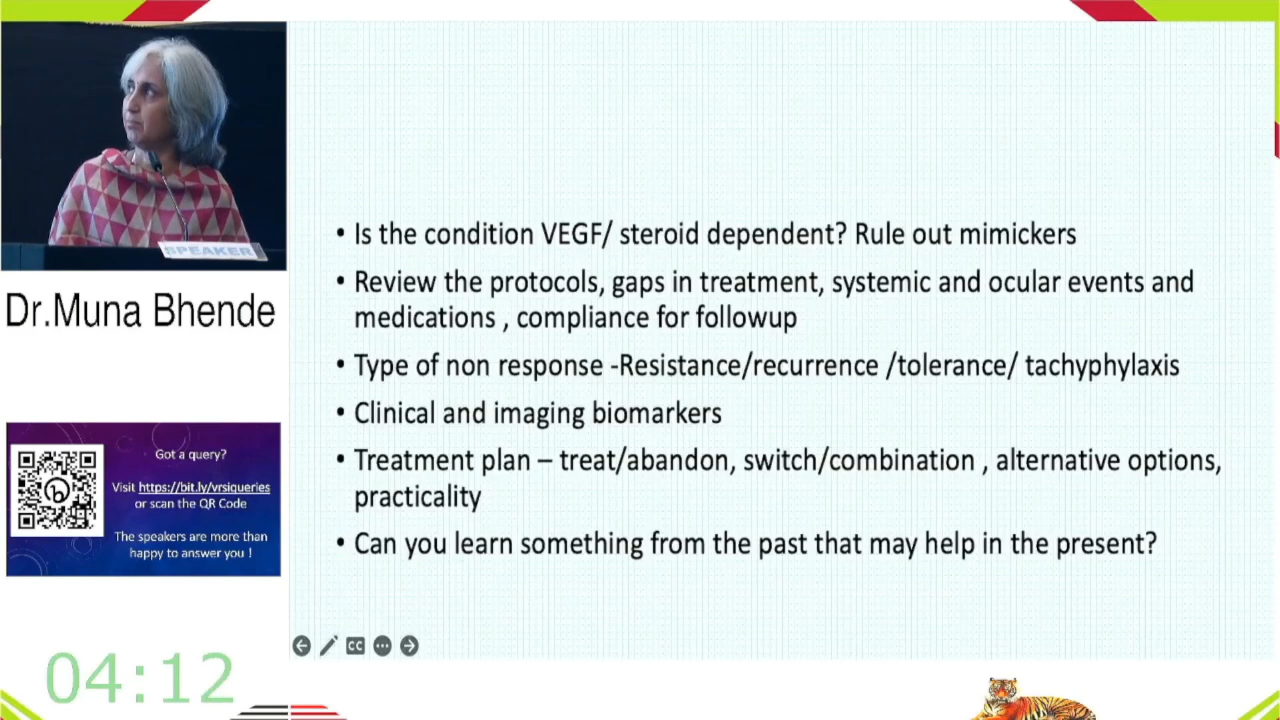 SPEAKER
Dr.Muna Bhende
Got a query?
Visit https://bit.ly/vrsiqueries
or scan the QR Code
The speakers are more than
happy to answer you !
04:12
• Is the condition VEGF/ steroid dependent? Rule out mimickers
• Review the protocols, gaps in treatment, systemic and ocular events and
medications , compliance for followup
• Type of non response -Resistance/recurrence /tolerance/ tachyphylaxis
• Clinical and imaging biomarkers
• Treatment plan – treat/abandon, switch/combination , alternative options,
practicality
• Can you learn something from the past that may help in the present?
CC